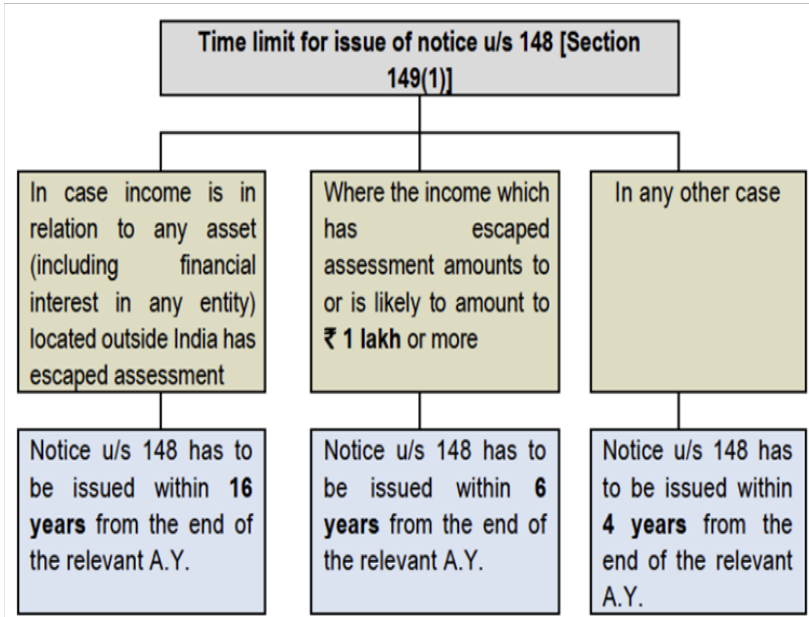 Time limit for issue of notice u/s 148 [Section
149(1)]
In case income is in
relation to any asset
(including financial
interest in any entity)
located outside India has
escaped assessment
Where the income which
has escaped
assessment amounts to
or is likely to amount to
₹ 1 lakh or more
In any other case
Notice u/s 148 has to
be issued within 16
years from the end of
the relevant A.Y.
Notice u/s 148 has to
be issued within 6
years from the end of
the relevant A.Y.
Notice u/s 148 has
to be issued within
4 years from the
end of the relevant
A.Y.